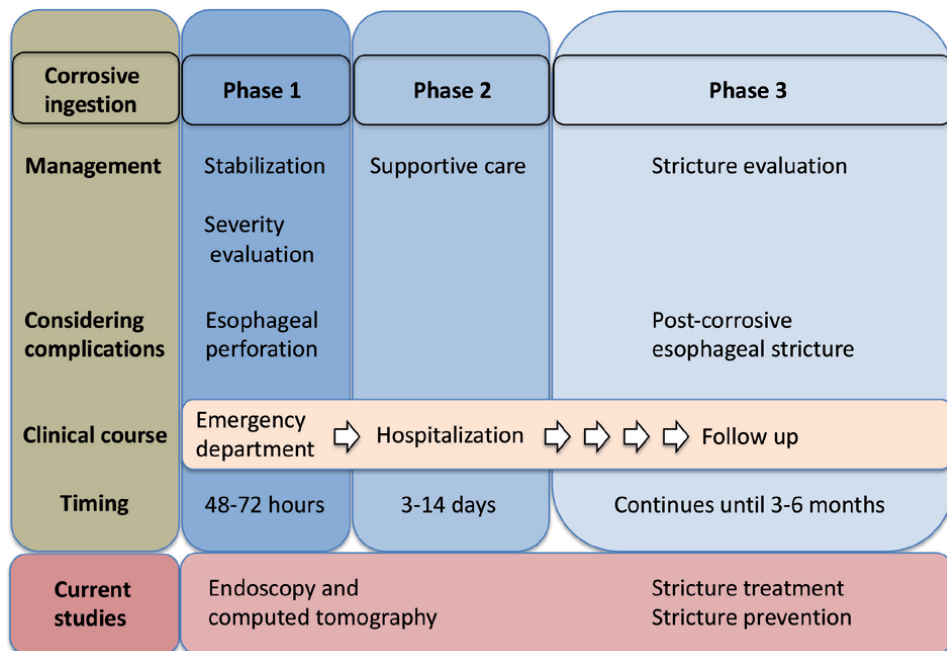 Corrosive
ingestion
Phase 1
Phase 2
Phase 3
Management
Stabilization
Supportive care
Stricture evaluation
Severity
evaluation
Considering
complications
Esophageal
perforation
Post-corrosive
esophageal stricture
Clinical course
Emergency
department
Hospitalization
Follow up
Timing
48-72 hours
3-14 days
Continues until 3-6 months
Current
studies
Endoscopy and
computed tomography
Stricture treatment
Stricture prevention